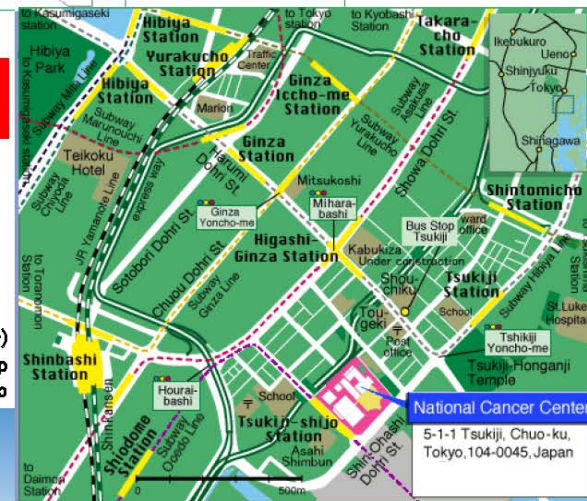 to Kasumigaseki
station
to Tokyo
station
to Kyobashi
Station
Hibiya
Station
Takara-
cho
Station
Hibiya
Park
Yurakucho
Station
Traffic
Center
Ikebukuro
Ueno
Shinjyuku
Tokyo
Shinagawa
to Kasumigaseki station
Subway Mita Line
Hibiya
Station
Ginza
Iccho-me
Station
Subway
Asakusa
Line
Marion
Subway
Marunouchi
Line
Teikoku
Hotel
Ginza
Station
Subway
Yurakucho
Line
Showa Dohri St.
Harumi
Dohri St.
Subway
Chiyoda
Line
JR Yamanote Line
express way
Mitsukoshi
Shintomicho
Station
Ginza
Yoncho-me
Mihara-
bashi
Bus Stop
Tsukiji
ward
office
Sotobori Dohri St.
Chuou Dohri St.
Subway
Ginza Line
Higashi-
Ginza Station
Kabukiza
Under construction
Shou-
chiku
Tsukiji
Station
Subway Hibiya Line
Station
to Toranomon
Station
School
St.Luke
Hospital
Tou-
geki
Post
office
Tshikiji
Yoncho-me
Tsukiji-Honganji
Temple
Shinbashi
Station
Shinkansen
Hourai-
bashi
School
National Cancer Center
5-1-1 Tsukiji, Chuo-ku,
Tokyo,104-0045,Japan
Tsukiji-shijo
Station
Asahi
Shimbun
Shin-Ohashi
Dohri St.
Shiodome
Station
Subway
Ooedo Line
to
Daimon
Station
0
500m